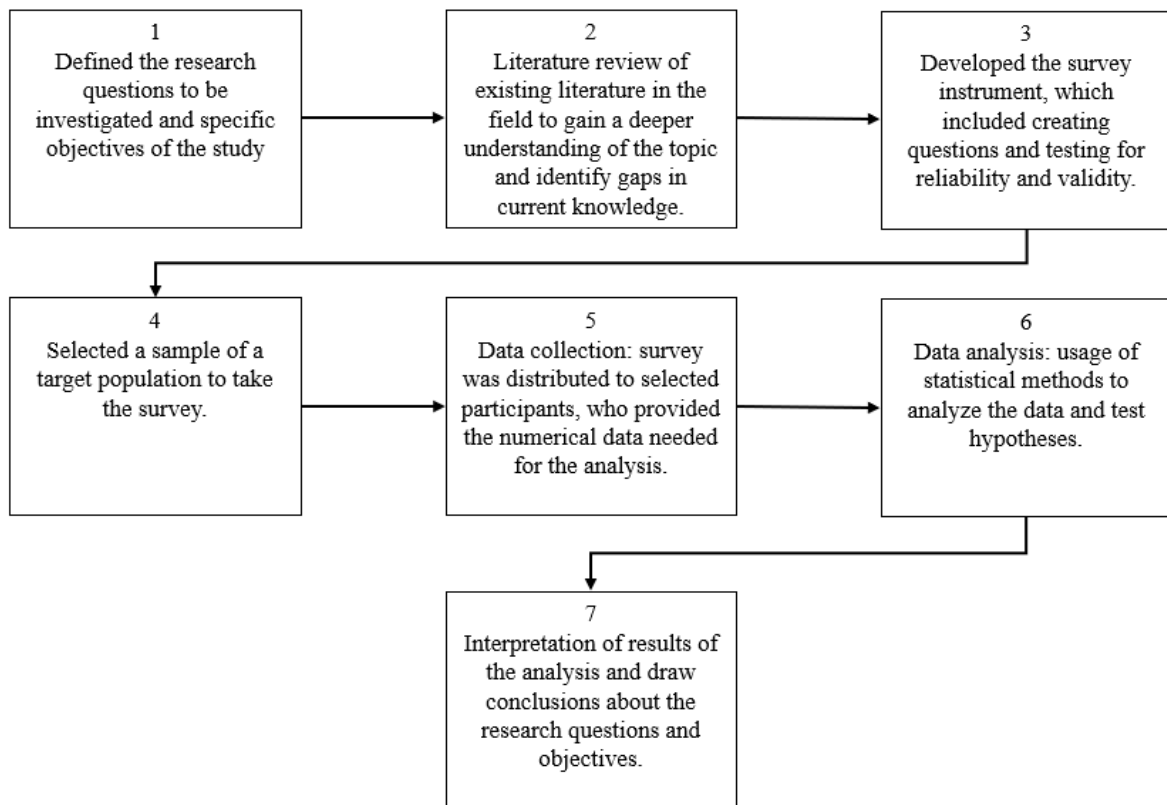 1
Defined the research
questions to be
investigated and specific
objectives of the study
2
Literature review of
existing literature in the
field to gain a deeper
understanding of the topic
and identify gaps in
current knowledge.
3
Developed the survey
instrument, which
included creating
questions and testing for
reliability and validity.
4
Selected a sample of a
target population to take
the survey.
5
Data collection: survey
was distributed to selected
participants, who provided
the numerical data needed
for the analysis.
6
Data analysis: usage of
statistical methods to
analyze the data and test
hypotheses.
7
Interpretation of results of
the analysis and draw
conclusions about the
research questions and
objectives.